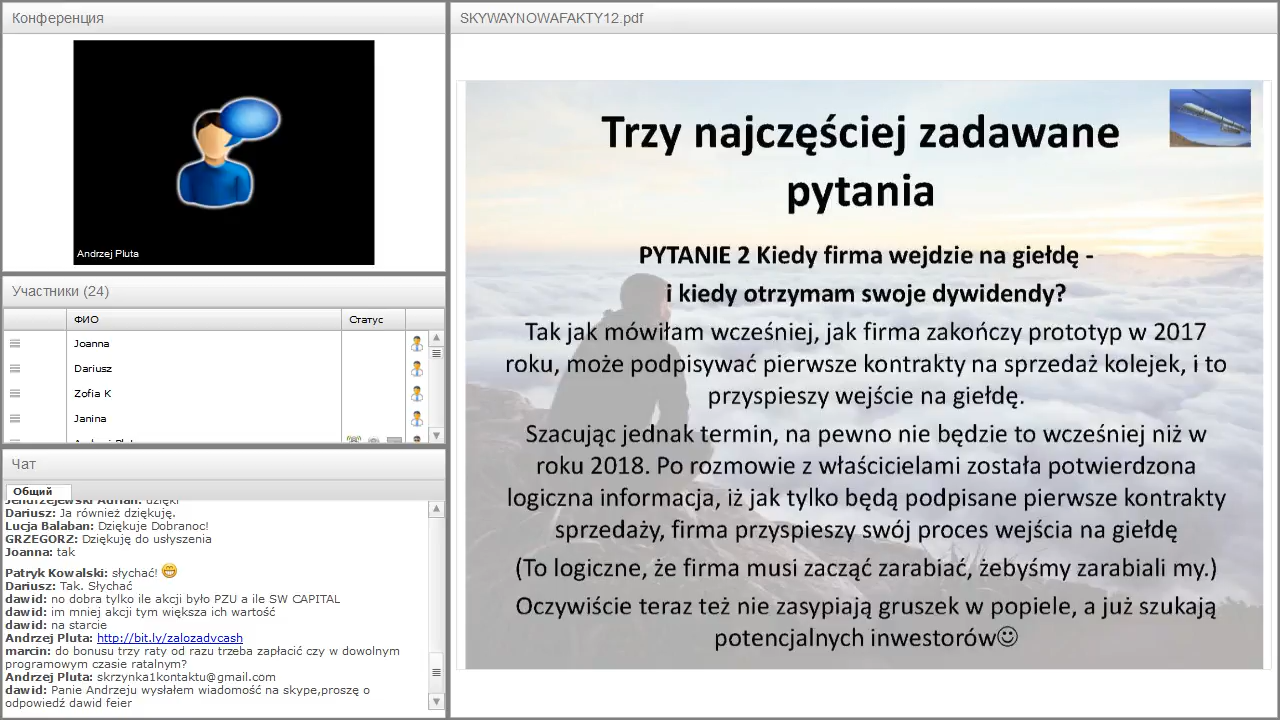 Конференция
Andrzej Pluta
Участники (24)
ФИО
Статус
Joanna
Dariusz
Zofia K
Janina
Чат
Общий
Dariusz: Ja również dziękuję.
Lucja Balaban: Dziękuje Dobranoc!
GRZEGORZ: Dziękuję do usłyszenia
Joanna: tak
Patryk Kowalski: słychać!
Dariusz: Tak. Słychać
dawid: no dobra tylko ile akcji było PZU a ile SW CAPITAL
dawid: im mniej akcji tym większa ich wartość
dawid: na starcie
Andrzej Pluta: http://bit.ly/zalozadvcash
marcin: do bonusu trzy raty od razu trzeba zapłacić czy w dowolnym
programowym czasie ratalnym?
Andrzej Pluta: skrzynka1kontaktu@gmail.com
dawid: Panie Andrzeju wysłałem wiadomość na skype,proszę o
odpowiedź dawid feier
SKYWAYNOWAFAKTY12.pdf
Trzy najczęściej zadawane
pytania
PYTANIE 2 Kiedy firma wejdzie na giełdę -
i kiedy otrzymam swoje dywidendy?
Tak jak mówiłam wcześniej, jak firma zakończy prototyp w 2017
roku, może podpisywać pierwsze kontrakty na sprzedaż kolejek, i to
przyspieszy wejście na giełdę.
Szacując jednak termin, na pewno nie będzie to wcześniej niż w
roku 2018. Po rozmowie z właścicielami została potwierdzona
logiczna informacja, iż jak tylko będą podpisane pierwsze kontrakty
sprzedaży, firma przyspieszy swój proces wejścia na giełdę
(To logiczne, że firma musi zacząć zarabiać, żebyśmy zarabiali my.)
Oczywiście teraz też nie zasypiają gruszek w popiele, a już szukają
potencjalnych inwestorów☺